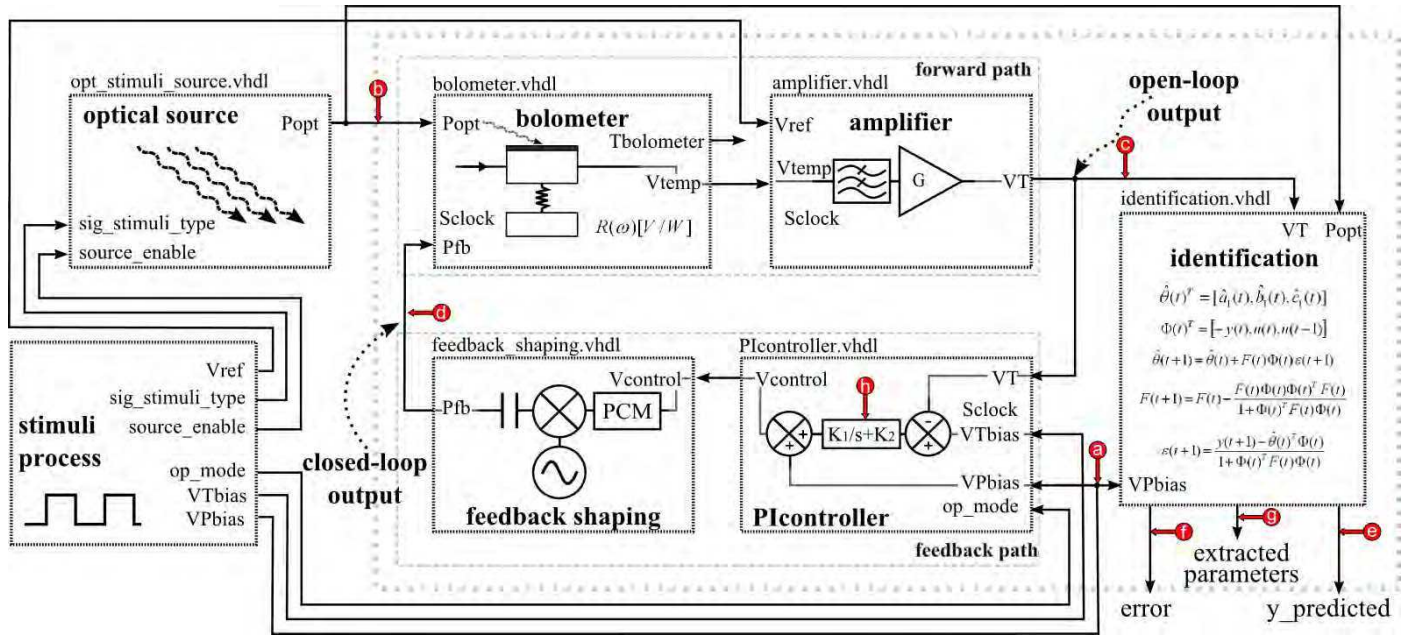 opt_stimuli_source.vhdl
optical source
Popt
sig_stimuli_type
source_enable
b
forward path
bolometer.vhdl
bolometer
Popt
Tbolometer
Vtemp
Sclock
R(ω)[V/W]
Pfb
amplifier.vhdl
amplifier
Vref
Vtemp
G
VT
Sclock
open-loop
output
c
identification.vhdl
VT Popt
identification
θ̂(t)ᵀ = [â₁(t), b̂₁(t), ĉ₁(t)]
Φ(t)ᵀ = [−y(t), u(t), u(t−1)]
θ̂(t+1) = θ̂(t) + F(t)Φ(t)ε(t+1)
F(t+1) = F(t) − F(t)Φ(t)Φ(t)ᵀF(t) / 1+Φ(t)ᵀF(t)Φ(t)
ε(t+1) = y(t+1) − θ̂(t)ᵀΦ(t) / 1+Φ(t)ᵀF(t)Φ(t)
VPbias
f
g
e
extracted
parameters
error
y_predicted
d
closed-loop
output
feedback_shaping.vhdl
Vcontrol
Pfb
PCM
feedback shaping
PIcontroller.vhdl
Vcontrol
h
VT
K₁/s+K₂
-
+
+
+
Sclock
VTbias
a
VPbias
op_mode
PIcontroller
feedback path
stimuli
process
Vref
sig_stimuli_type
source_enable
op_mode
VTbias
VPbias